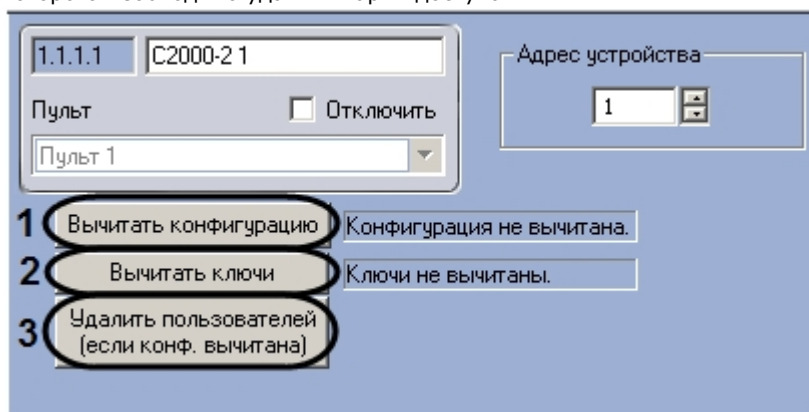 1.1.1.1 С2000-2 1
Адрес устройства
Пульт Отключить
1
Пульт 1
1 Вычитать конфигурацию Конфигурация не вычитана.
2 Вычитать ключи Ключи не вычитаны.
3 Удалить пользователей
(если конф. вычитана)